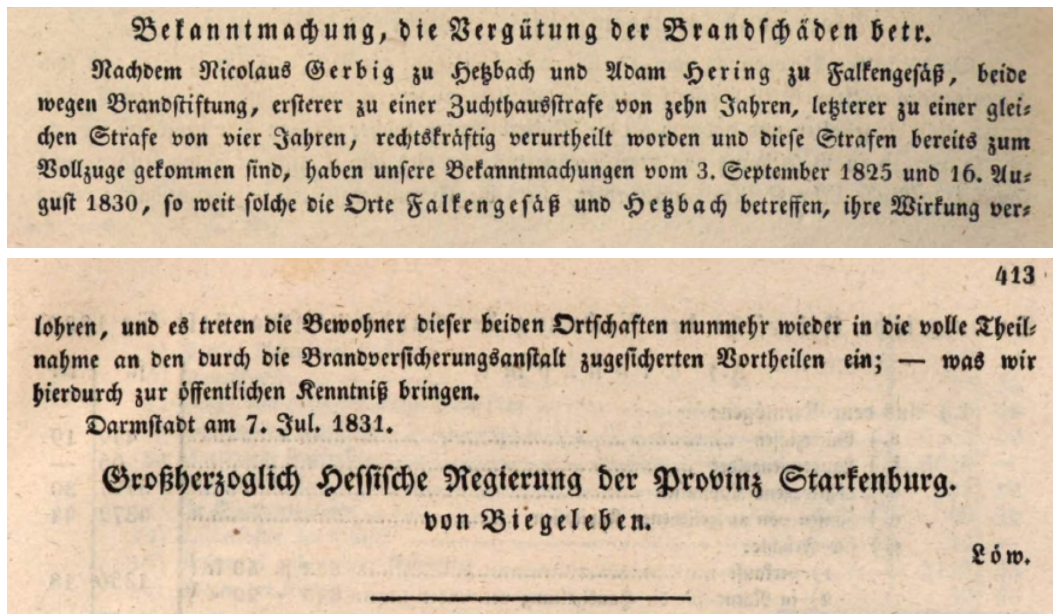 Bekanntmachung, die Vergütung der Brandschäden betr.
Nachdem Nicolaus Gerbig zu Hetzbach und Adam Hering zu Falkengesäß, beide
wegen Brandstiftung, ersterer zu einer Zuchthausstrafe von zehn Jahren, letzterer zu einer glei⸗
chen Strafe von vier Jahren, rechtskräftig verurtheilt worden und diese Strafen bereits zum
Vollzuge gekommen sind, haben unsere Bekanntmachungen vom 3. September 1825 und 16. Au⸗
gust 1830, so weit solche die Orte Falkengesäß und Hetzbach betreffen, ihre Wirkung ver⸗
413
lohren, und es treten die Bewohner dieser beiden Ortschaften nunmehr wieder in die volle Theil⸗
nahme an den durch die Brandversicherungsanstalt zugesicherten Vortheilen ein; — was wir
hierdurch zur öffentlichen Kenntniß bringen.
Darmstadt am 7. Jul. 1831.
Großherzoglich Hessische Regierung der Provinz Starkenburg.
von Biegeleben.
Löw.